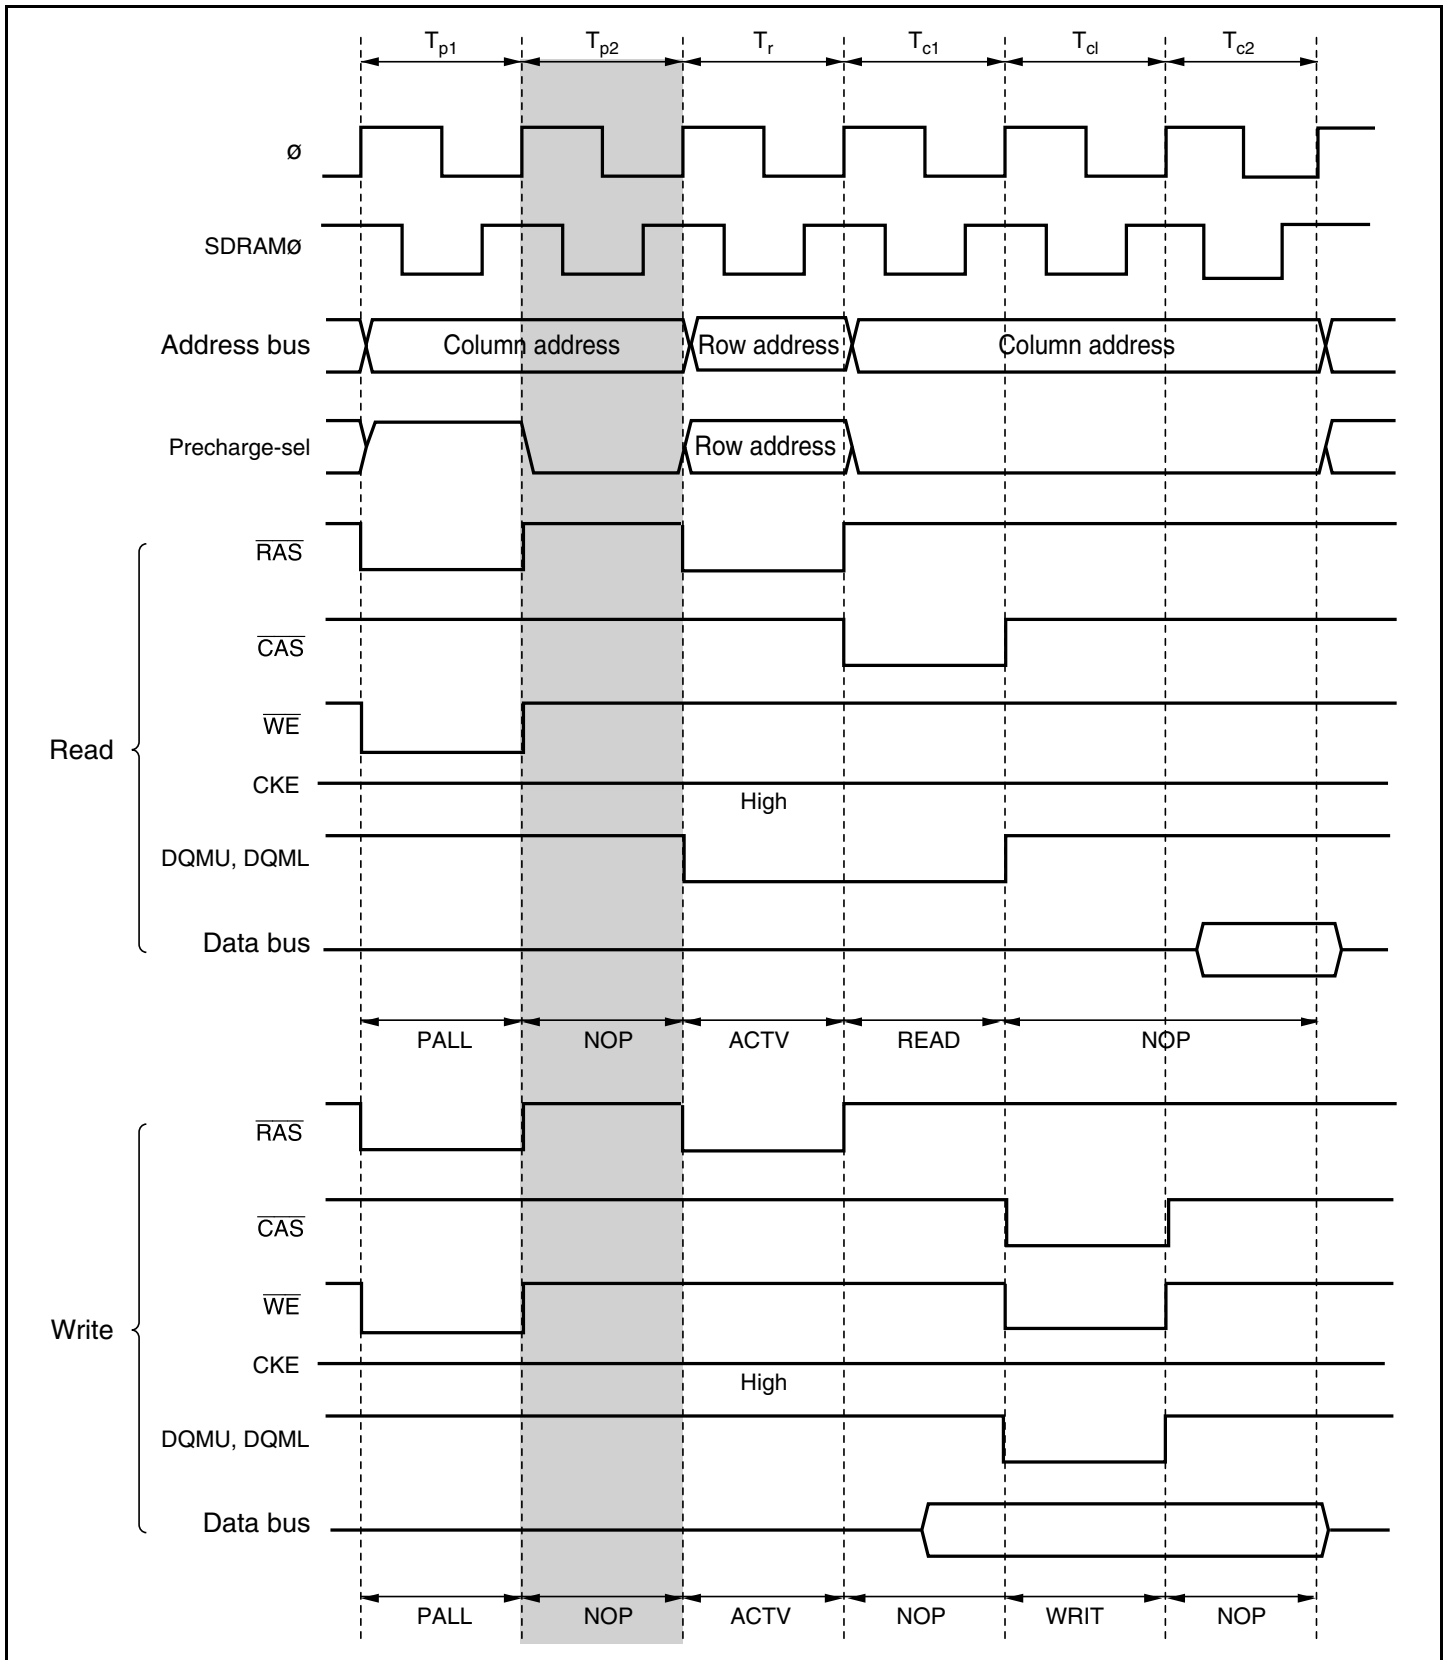 Tp1 Tp2 Tr Tc1 Tcl Tc2
ø
SDRAMø
Address bus Column address Row address Column address
Precharge-sel Row address
RAS
CAS
WE
Read
CKE
High
DQMU, DQML
Data bus
PALL NOP ACTV READ NOP
RAS
CAS
WE
Write
CKE
High
DQMU, DQML
Data bus
PALL NOP ACTV NOP WRIT NOP